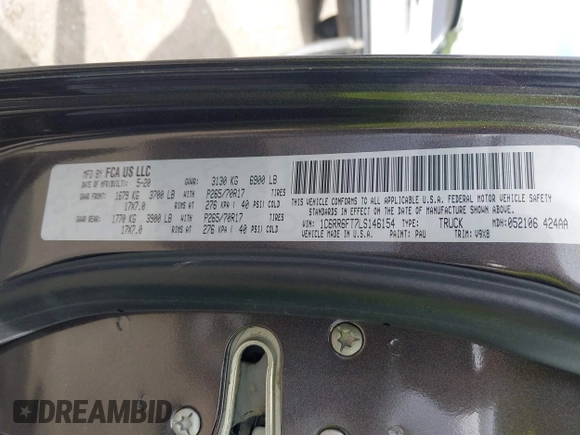 MFD BY FCA US LLC
DATE OF MFR/BUILT: 5-20 GVWR: 3130 KG 6900 LB
GAWR FRONT: 1679 KG 3700 LB WITH P265/70R17 TIRES
17X7.0 RIMS AT 276 KPA ( 40 PSI) COLD
GAWR REAR: 1770 KG 3900 LB WITH P265/70R17 TIRES
17X7.0 RIMS AT 276 KPA ( 40 PSI) COLD
THIS VEHICLE CONFORMS TO ALL APPLICABLE U.S.A. FEDERAL MOTOR VEHICLE SAFETY
STANDARDS IN EFFECT ON THE DATE OF MANUFACTURE SHOWN ABOVE.
VIN: 1C6RR6FT7LS146154 TYPE: TRUCK MDH: 052106 424AA
VEHICLE MADE IN U.S.A. PAINT: PAU TRIM: V9X8
DREAMBID